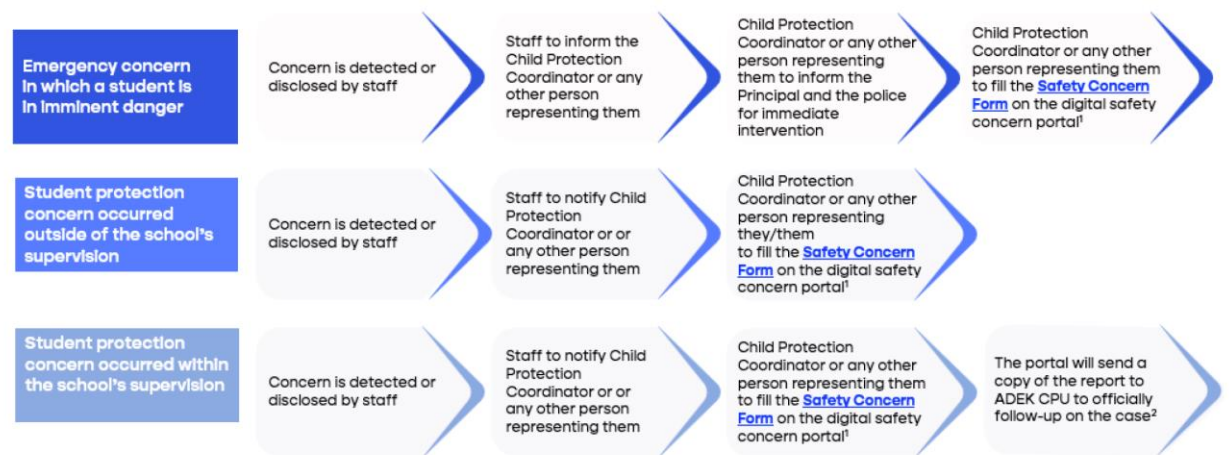 Emergency concern
in which a student is
in imminent danger
Concern is detected or
disclosed by staff
Staff to inform the
Child Protection
Coordinator or any
other person
representing them
Child Protection
Coordinator or any other
person representing
them to inform the
Principal and the police
for immediate
intervention
Child Protection
Coordinator or any other
person representing them
to fill the Safety Concern
Form on the digital safety
concern portal¹
Student protection
concern occurred
outside of the school's
supervision
Concern is detected or
disclosed by staff
Staff to notify Child
Protection
Coordinator or or
any other person
representing them
Child Protection
Coordinator or any other
person representing
they/them
to fill the Safety Concern
Form on the digital safety
concern portal¹
Student protection
concern occurred within
the school's supervision
Concern is detected or
disclosed by staff
Staff to notify Child
Protection
Coordinator or or
any other person
representing them
Child Protection
Coordinator or any other
person representing them
to fill the Safety Concern
Form on the digital safety
concern portal¹
The portal will send a
copy of the report to
ADEK CPU to officially
follow-up on the case²